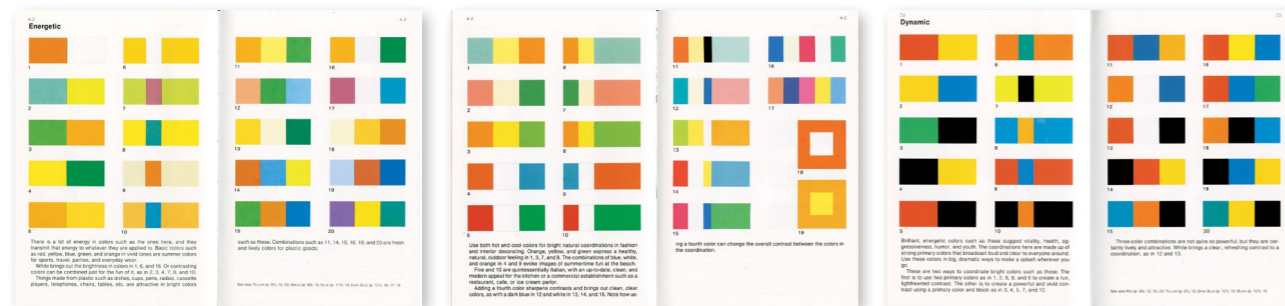 42
Energetic
1
6
2
7
3
8
4
9
5
10
There is a lot of energy in colors such as the ones here, and they
transmit that energy to whatever they are applied to. Basic colors such
as red, yellow, blue, green, and orange in vivid tones are summer colors
for sports, travel, parties, and everyday wear.
White brings out the brightness in colors in 1, 6, and 16. Or contrasting
colors can be combined just for the fun of it, as in 2, 3, 4, 7, 8, and 10.
Things made from plastic such as dishes, cups, pens, radios, cassette
players, telephones, chairs, tables, etc. are attractive in bright colors
43
11
16
12
17
13
18
14
19
15
20
such as these. Combinations such as 11, 14, 15, 16, 19, and 20 are fresh
and lively colors for plastic goods.
1
6
2
7
3
8
4
9
5
10
Use both hot and cool colors for bright natural coordinations in fashion
and interior decorating. Orange, yellow, and green express a healthy,
natural, outdoor feeling in 1, 3, 7, and 8. The combinations of blue, white,
and orange in 4 and 9 evoke images of summertime fun at the beach.
Five and 10 are quintessentially Italian, with an up-to-date, clean, and
modern appeal for the kitchen or a commercial establishment such as a
restaurant, cafe, or ice cream parlor.
Adding a fourth color sharpens contrasts and brings out clean, clear
colors, as with a dark blue in 12 and white in 13, 14, and 15. Note how us-
11
16
12
17
13
18
14
15
19
ing a fourth color can change the overall contrast between the colors in
the coordination.
Dynamic
1
6
2
7
3
8
4
9
5
10
Brilliant, energetic colors such as these suggest vitality, health, ag-
gressiveness, humor, and youth. The coordinations here are made up of
strong primary colors that broadcast loud and clear to everyone around.
Use these colors in big, dramatic ways to make a splash wherever you
go.
These are two ways to coordinate bright colors such as these. The
first is to use two primary colors as in 1, 2, 6, 8, and 9 to create a fun,
lighthearted contrast. The other is to create a powerful and vivid con-
trast using a primary color and black as in 3, 4, 5, 7, and 10.
11
16
12
17
13
18
14
19
15
20
Three-color combinations are not quite so powerful, but they are cer-
tainly lively and attractive. White brings a clear, refreshing contrast to a
coordination, as in 12 and 13.